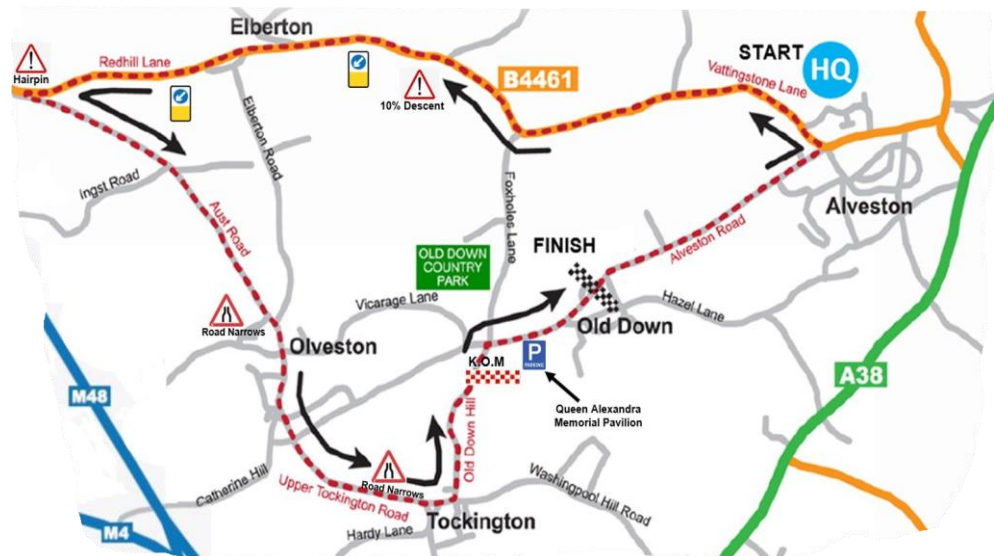 Elberton
START
HQ
Hairpin
Redhill Lane
Vattingstone Lane
10% Descent
B4461
Elberton Road
Ingst Road
Foxholes Lane
Alveston
Aust Road
OLD DOWN
COUNTRY
PARK
FINISH
Alveston Road
Vicarage Lane
Hazel Lane
Road Narrows
Olveston
Old Down
K.O.M
P
PARKING
A38
M48
Queen Alexandra
Memorial Pavilion
Old Down Hill
Catherine Hill
Road Narrows
Upper Tockington Road
Washingpool Hill Road
Tockington
M4
Hardy Lane